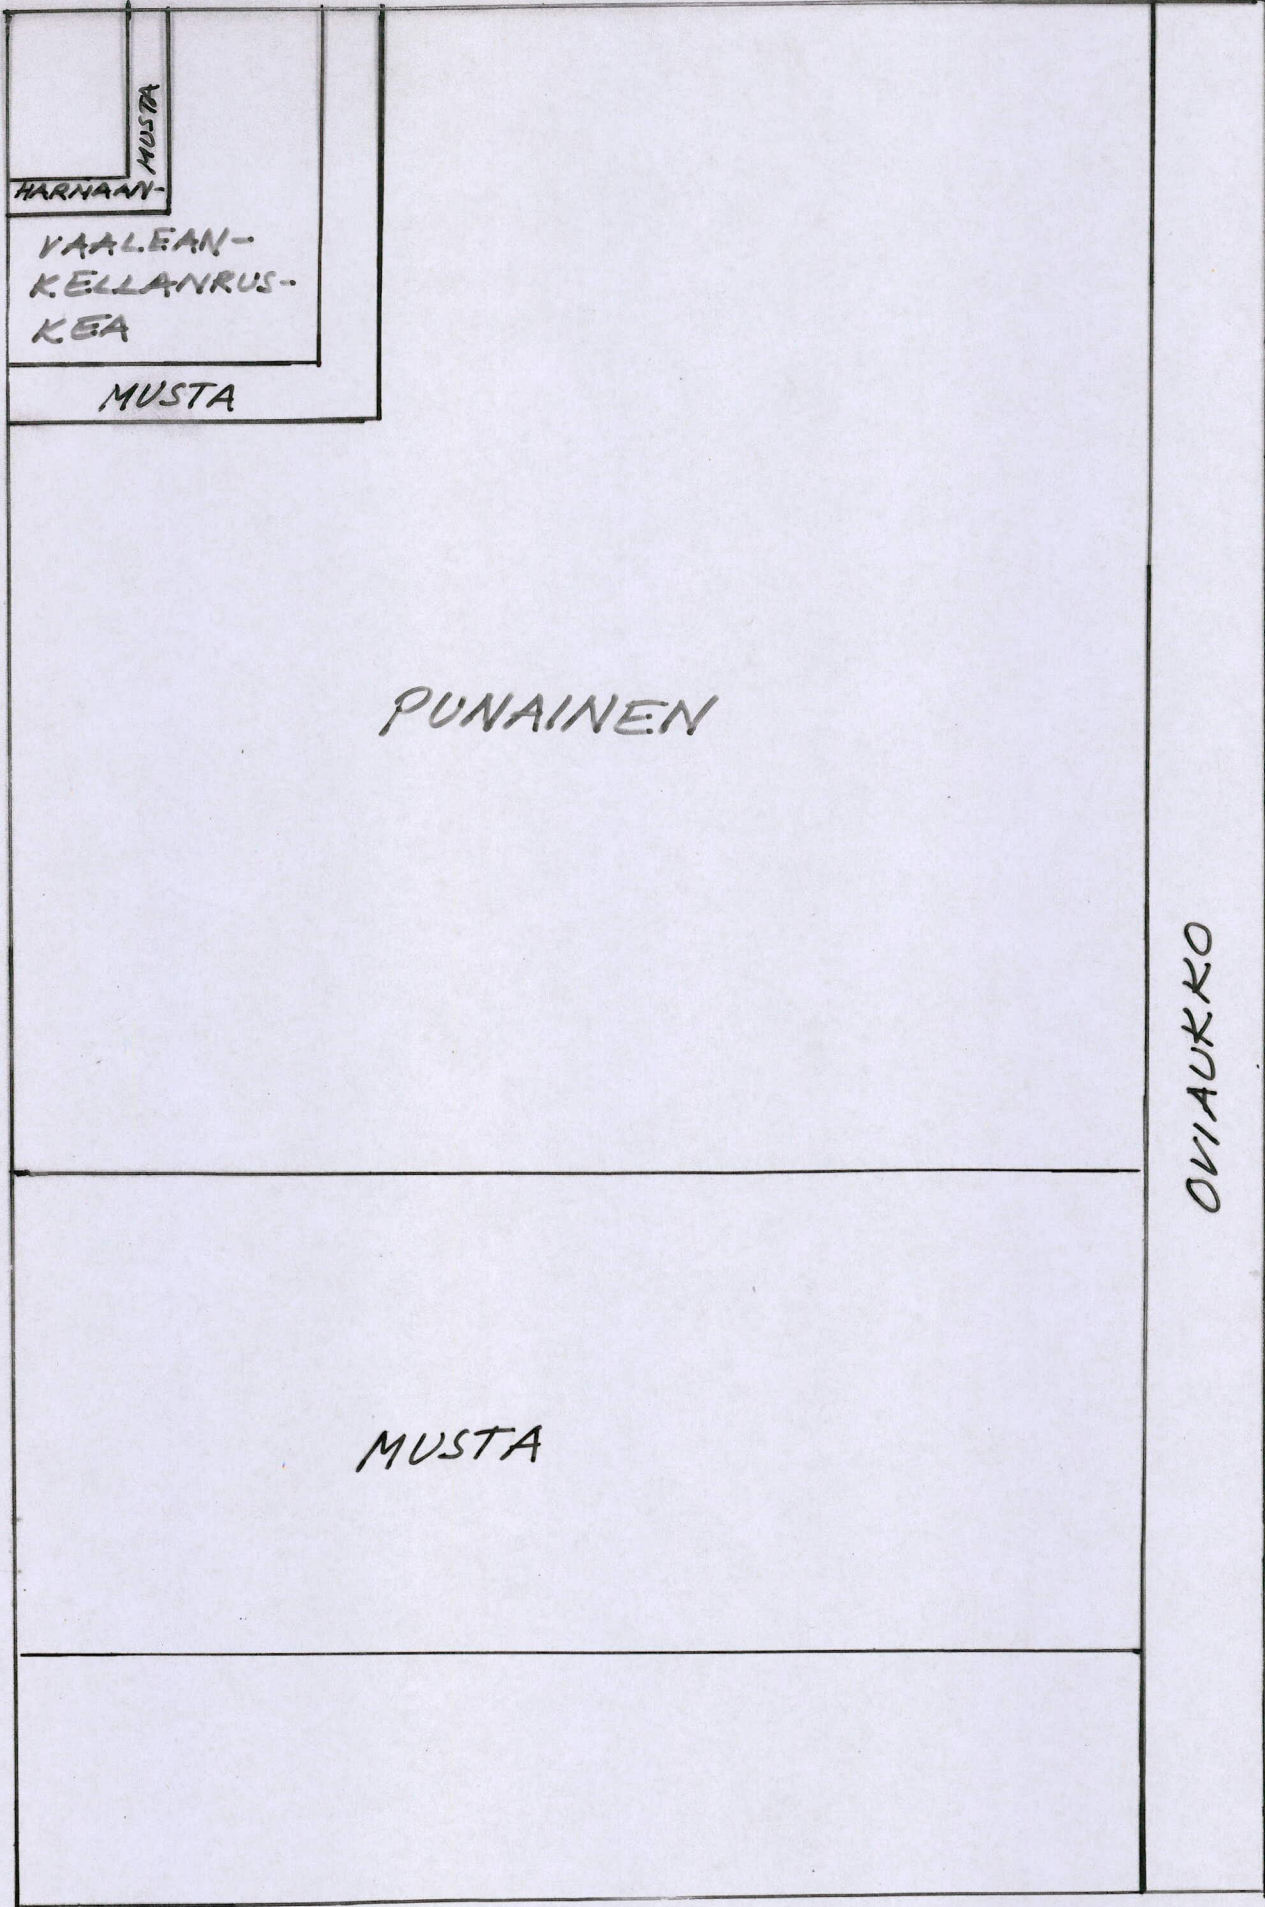 MUSTA
HARMAAN-
VAALEAN-
KELLANRUS-
KEA
MUSTA
PUNAINEN
OVIAUKKO
MUSTA